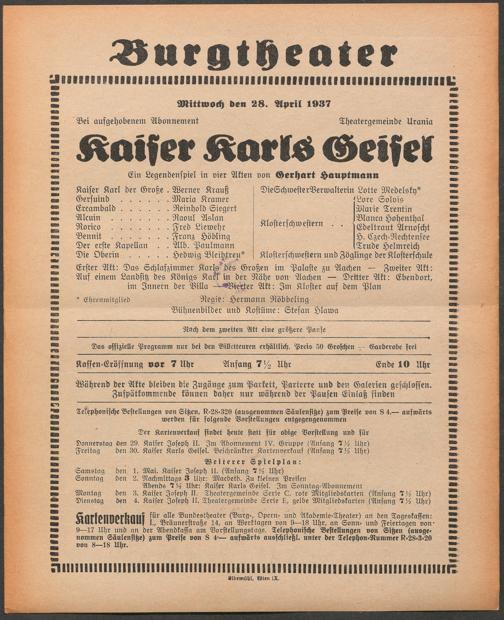 Burgtheater
Mittwoch den 28. April 1937
Bei aufgehobenem Abonnement Theatergemeinde Urania
Kaiser Karls Geisel
Ein Legendenspiel in vier Akten von Gerhart Hauptmann
Kaiser Karl der Große . Werner Krauß
Gersuind . . . . . . Maria Kramer
Ercambald . . . . . Reinhold Siegert
Alcuin . . . . . . Raoul Aslan
Rorico . . . . . . Fred Liewehr
Bennit . . . . . . Franz Höbling
Der erste Kapellan . Alb. Paulmann
Die Oberin . . . . Hedwig Bleibtreu*
Die Schwester Verwalterin Lotte Medelsky*
Klosterschwestern . .
Lore Solvis
Marie Trentin
Blanca Hohenthal
Edeltraut Arnoscht
H. Czech-Rechtensee
Trude Helmreich
Klosterschwestern und Zöglinge der Klosterschule
Erster Akt: Das Schlafzimmer Karls des Großen im Palaste zu Aachen — Zweiter Akt:
Auf einem Landsitz des Königs Karl in der Nähe von Aachen — Dritter Akt: Ebendort,
im Innern der Villa — Vierter Akt: Im Kloster auf dem Plan
* Ehrenmitglied Regie: Hermann Röbbeling
Bühnenbilder und Kostüme: Stefan Hlawa
Nach dem zweiten Akt eine größere Pause
Das offizielle Programm nur bei den Billetteuren erhältlich. Preis 50 Groschen — Garderobe frei
Kassen-Eröffnung vor 7 Uhr Anfang 7½ Uhr Ende 10 Uhr
Während der Akte bleiben die Zugänge zum Parkett, Parterre und den Galerien geschlossen.
Zuspätkommende können daher nur während der Pausen Einlaß finden
Telephonische Bestellungen von Sitzen, R-28-320 (ausgenommen Säulensitze) zum Preise von S 4.— aufwärts
werden für folgende Vorstellungen entgegengenommen
Der Kartenverkauf findet heute statt für obige Vorstellung und für
Donnerstag den 29. Kaiser Joseph II. Im Abonnement IV. Gruppe (Anfang 7½ Uhr)
Freitag den 30. Kaiser Karls Geisel. Beschränkter Kartenverkauf (Anfang 7½ Uhr)
Weiterer Spielplan:
Samstag den 1. Mai. Kaiser Joseph II. (Anfang 7½ Uhr)
Sonntag den 2. Nachmittags 3 Uhr: Macbeth. Zu kleinen Preisen
Abends 7½ Uhr: Kaiser Karls Geisel. Im Sonntag-Abonnement
Montag den 3. Kaiser Joseph II. Theatergemeinde Serie C, rote Mitgliedskarten (Anfang 7½ Uhr)
Dienstag den 4. Kaiser Joseph II. Theatergemeinde Serie E, gelbe Mitgliedskarten (Anfang 7½ Uhr)
Kartenverkauf für alle Bundestheater (Burg-, Opern- und Akademie-Theater) an den Tageskassen:
I., Bräunerstraße 14, an Werktagen von 9—18 Uhr, an Sonn- und Feiertagen von
9—17 Uhr und an der Abendkassa am Vorstellungstage. Telephonische Bestellungen von Sitzen (ausge-
nommen Säulensitze) zum Preise von S 4— aufwärts ausschließl. unter der Telephon-Nummer R-28-3-20
von 8—18 Uhr.
Elbemühl, Wien IX.